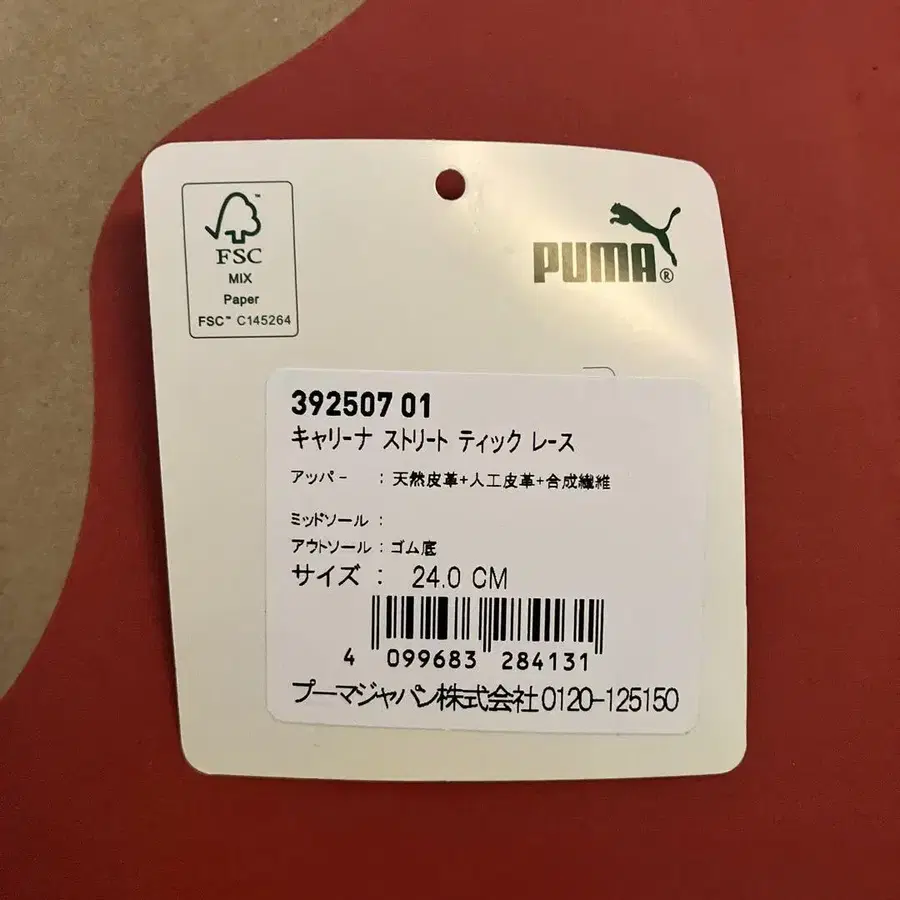 FSC
MIX
Paper
FSC™ C145264
PUMA®
392507 01
キャリーナ ストリート ティック レース
アッパー : 天然皮革+人工皮革+合成繊維
ミッドソール :
アウトソール : ゴム底
サイズ : 24.0 CM
4 099683 284131
プーマジャパン株式会社0120-125150